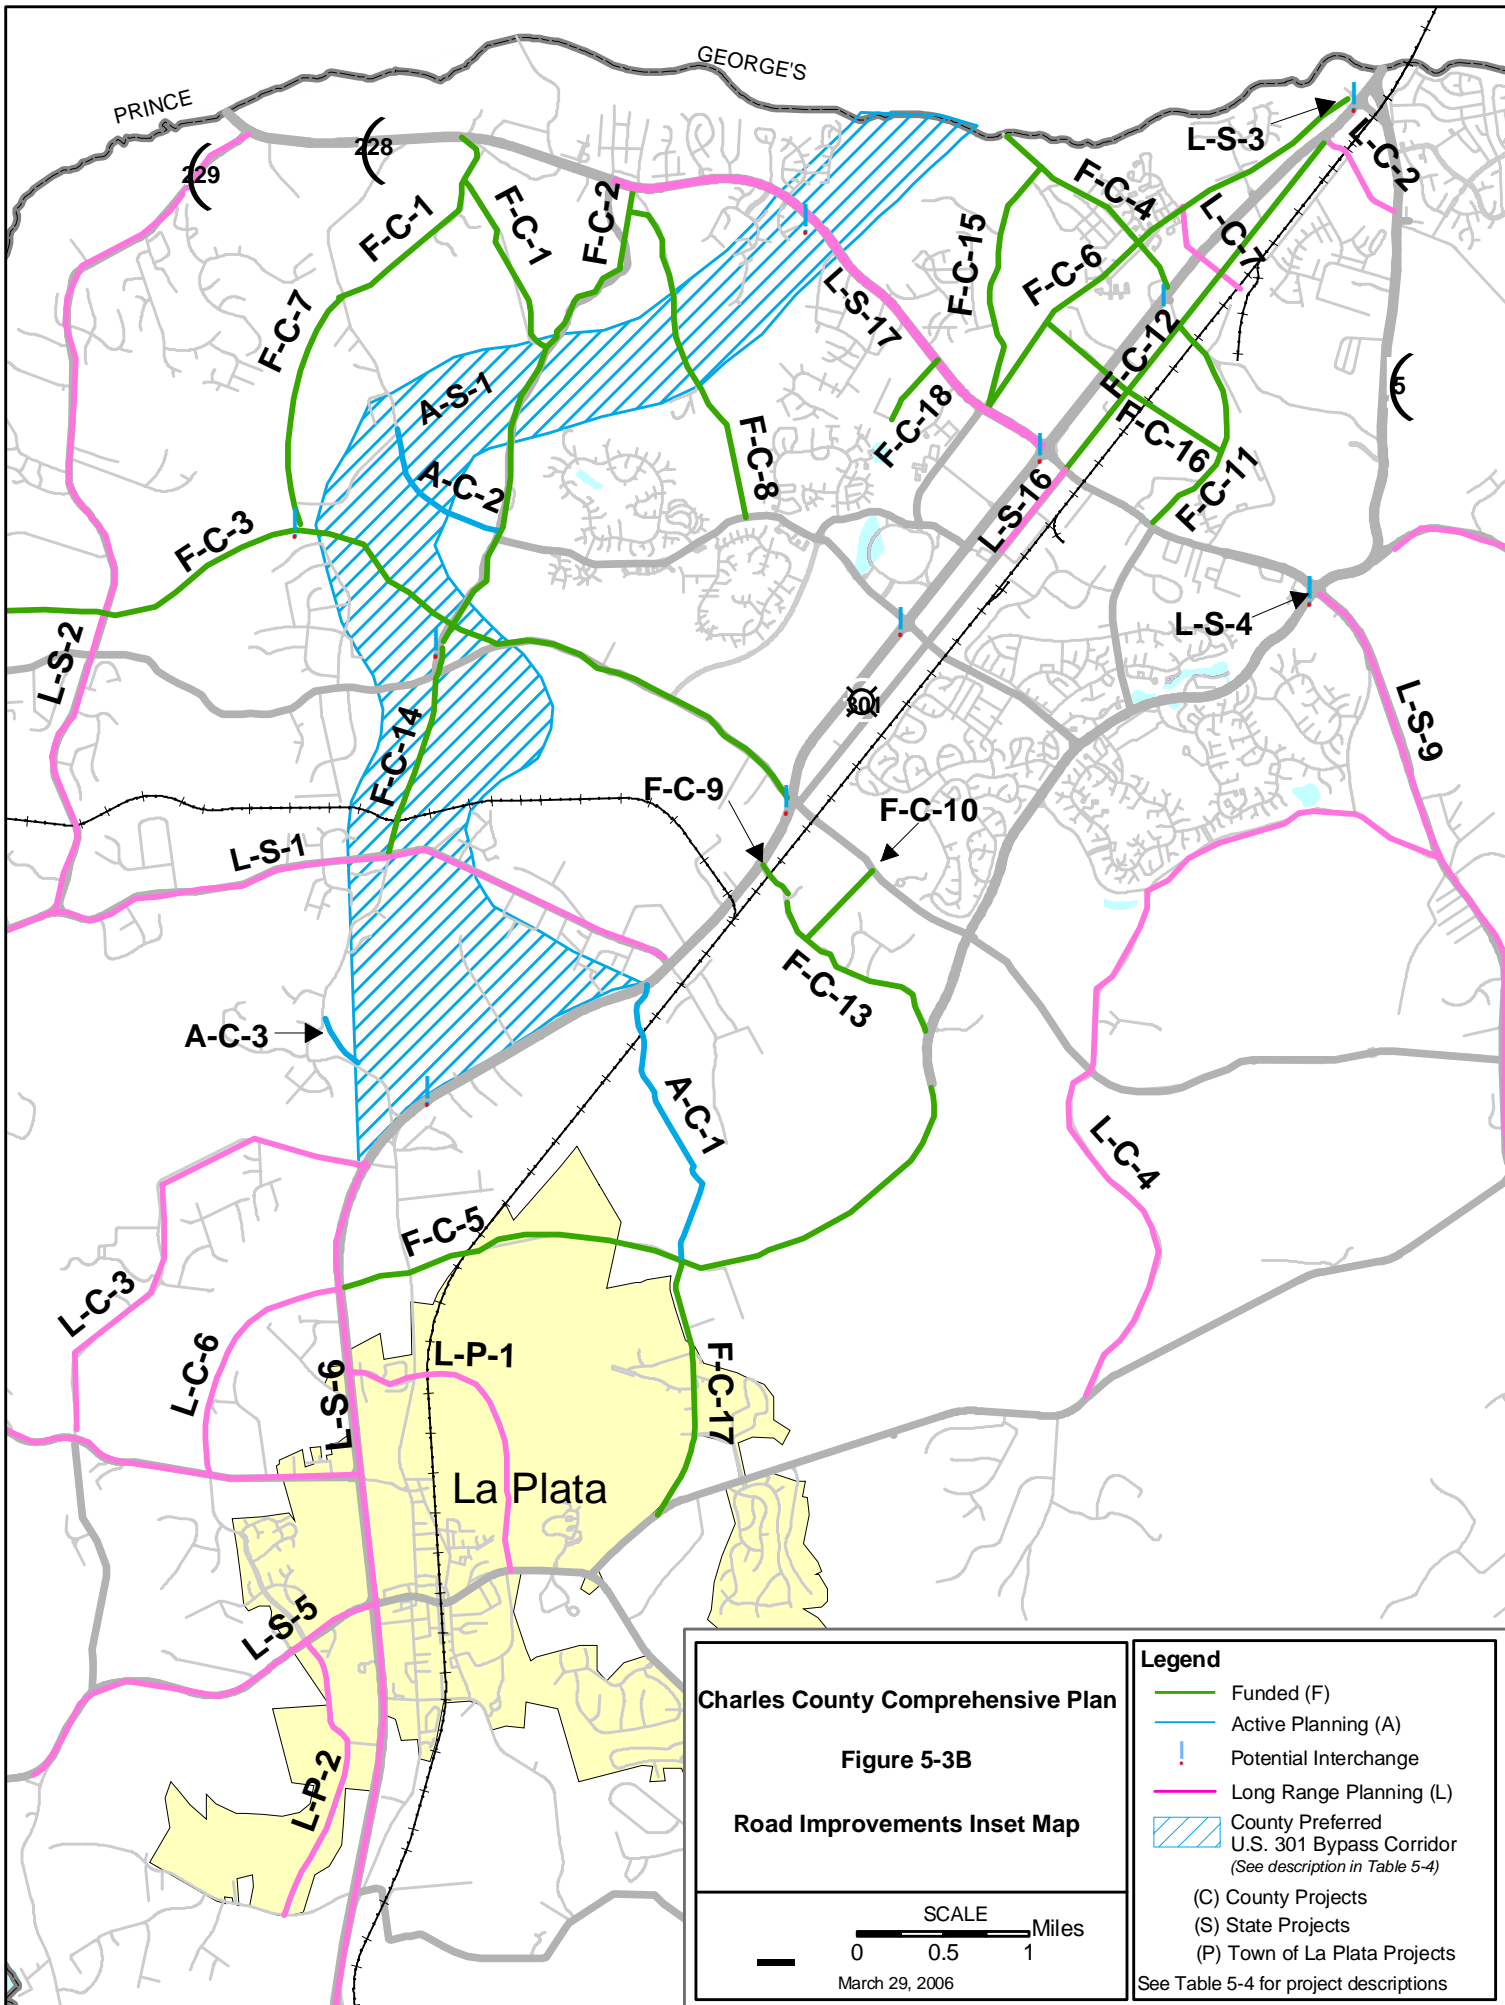 GEORGE'S
PRINCE
L-S-3
L-C-2
228
229
F-C-1
F-C-1
F-C-2
F-C-4
L-C-7
F-C-15
F-C-6
F-C-7
L-S-17
F-C-12
A-S-1
5
F-C-18
F-C-16
F-C-8
A-C-2
F-C-11
L-S-16
F-C-3
L-S-4
L-S-2
301
L-S-9
F-C-14
F-C-9
F-C-10
L-S-1
F-C-13
A-C-3
A-C-1
L-C-4
F-C-5
L-C-3
L-C-6
L-P-1
L-S-6
F-C-17
La Plata
L-S-5
L-P-2
Charles County Comprehensive Plan
Figure 5-3B
Road Improvements Inset Map
SCALE
Miles
0 0.5 1
March 29, 2006
Legend
Funded (F)
Active Planning (A)
Potential Interchange
Long Range Planning (L)
County Preferred
U.S. 301 Bypass Corridor
(See description in Table 5-4)
(C) County Projects
(S) State Projects
(P) Town of La Plata Projects
See Table 5-4 for project descriptions